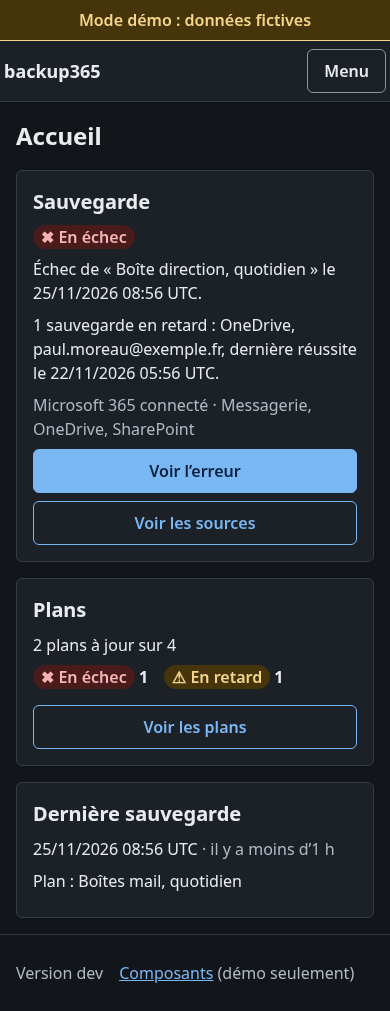 Mode démo : données fictives
backup365
Menu
Accueil
Sauvegarde
✖ En échec
Échec de « Boîte direction, quotidien » le
25/11/2026 08:56 UTC.
1 sauvegarde en retard : OneDrive,
paul.moreau@exemple.fr, dernière réussite
le 22/11/2026 05:56 UTC.
Microsoft 365 connecté · Messagerie,
OneDrive, SharePoint
Voir l’erreur
Voir les sources
Plans
2 plans à jour sur 4
✖ En échec 1 ⚠ En retard 1
Voir les plans
Dernière sauvegarde
25/11/2026 08:56 UTC · il y a moins d’1 h
Plan : Boîtes mail, quotidien
Version dev Composants (démo seulement)